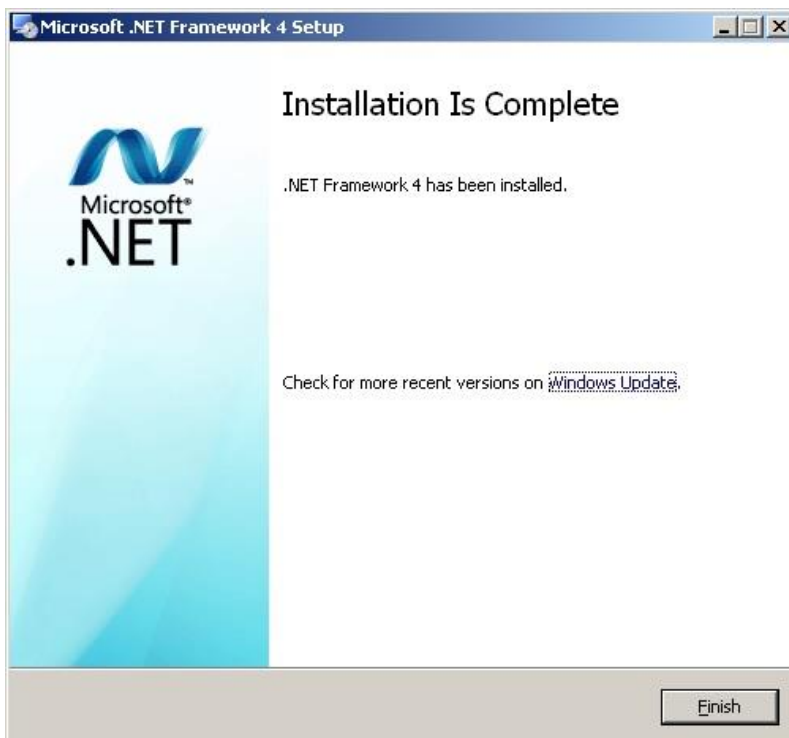 Microsoft .NET Framework 4 Setup
Installation Is Complete
.NET Framework 4 has been installed.
Microsoft®
.NET
Check for more recent versions on Windows Update.
Finish